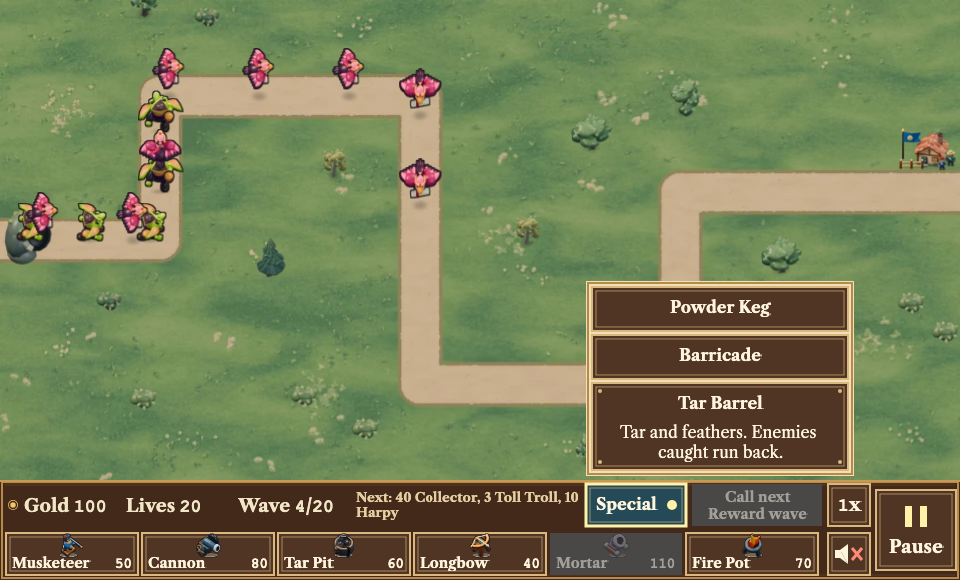 Powder Keg
Barricade
Tar Barrel
Tar and feathers. Enemies
caught run back.
Gold 100
Lives 20
Wave 4/20
Next: 40 Collector, 3 Toll Troll, 10
Harpy
Special
Call next
Reward wave
1x
Pause
Musketeer 50
Cannon 80
Tar Pit 60
Longbow 40
Mortar 110
Fire Pot 70